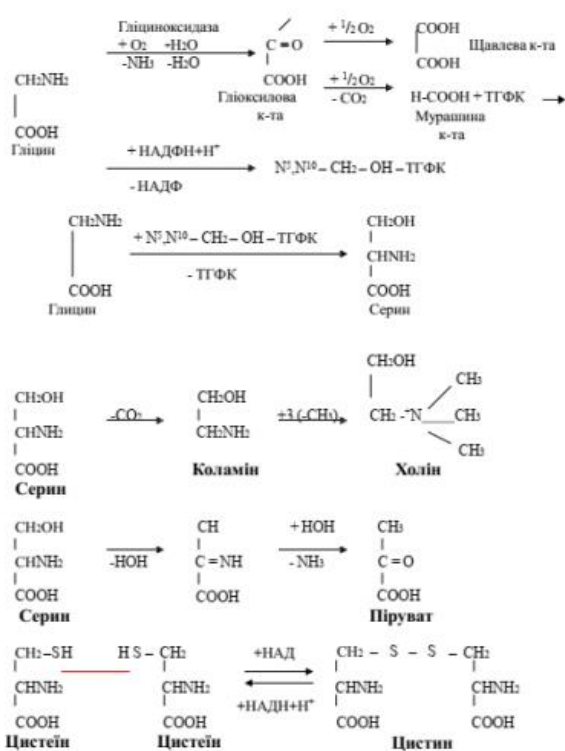 Гліциноксидаза
+ O₂ +H₂O
-NH₃ -H₂O
C = O
COOH
Гліоксилова
к-та
+ ¹/₂ O₂
COOH
COOH
Щавлева к-та
+ ¹/₂ O₂
- CO₂
H-COOH + ТГФК
Мурашина
к-та
CH₂NH₂
COOH
Гліцин
+ НАДФН+Н⁺
- НАДФ
N⁵,N¹⁰ – CH₂ – OH – ТГФК
CH₂NH₂
COOH
Глицин
+ N⁵,N¹⁰ – CH₂ – OH – ТГФК
- ТГФК
CH₂OH
CHNH₂
COOH
Серин
CH₂OH
CHNH₂
COOH
Серин
-CO₂
CH₂OH
CH₂NH₂
Коламін
+3 (-CH₃)
CH₂OH
CH₂ -⁺N
CH₃
CH₃
CH₃
Холін
CH₂OH
CHNH₂
COOH
Серин
-HOH
CH
C = NH
COOH
+ HOH
- NH₃
CH₃
C = O
COOH
Піруват
CH₂–SH HS – CH₂
CHNH₂ CHNH₂
COOH COOH
Цистеїн Цистеїн
+НАД
+НАДН+Н⁺
CH₂ – S – S – CH₂
CHNH₂ CHNH₂
COOH COOH
Цистин